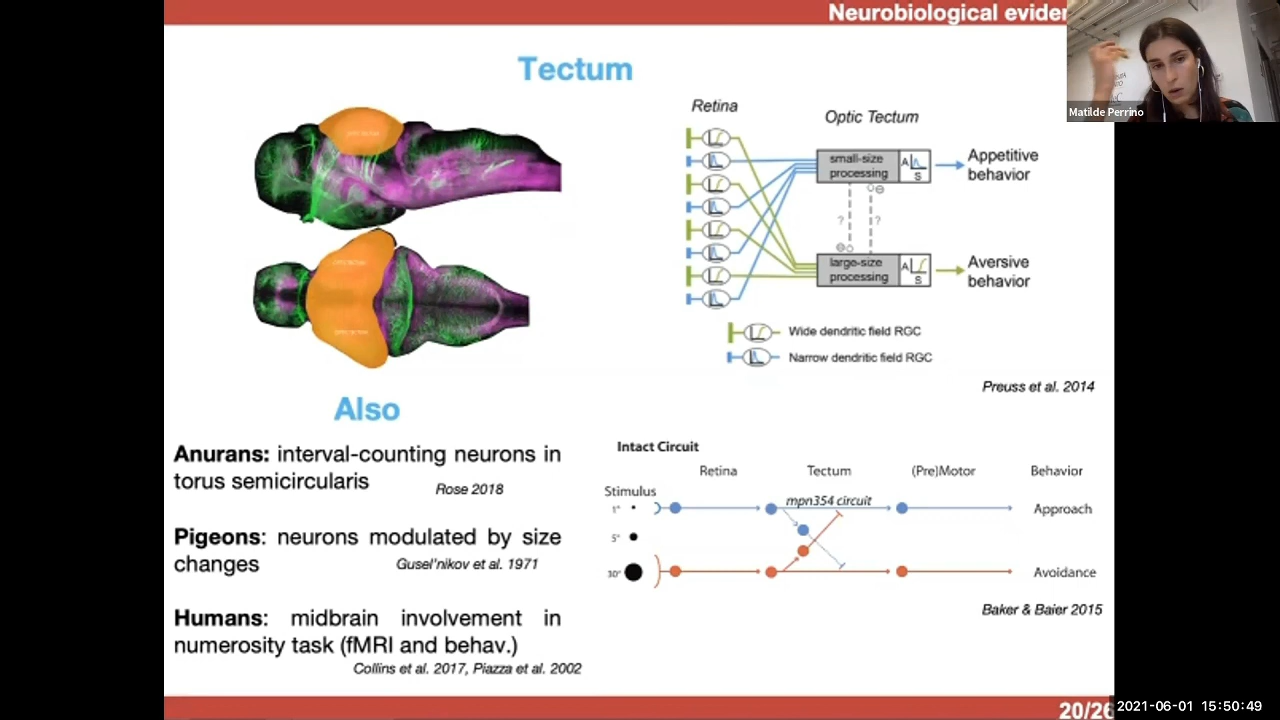 Neurobiological eviden
Matilde Perrino
Tectum
Retina
Optic Tectum
small-size
processing
A
S
Appetitive
behavior
?
?
large-size
processing
A
S
Aversive
behavior
Wide dendritic field RGC
Narrow dendritic field RGC
Preuss et al. 2014
Also
Anurans: interval-counting neurons in
torus semicircularis
Rose 2018
Pigeons: neurons modulated by size
changes
Gusel'nikov et al. 1971
Humans: midbrain involvement in
numerosity task (fMRI and behav.)
Collins et al. 2017, Piazza et al. 2002
Intact Circuit
Retina
Tectum
(Pre)Motor
Behavior
Stimulus
mpn354 circuit
1°
Approach
5°
30°
Avoidance
Baker & Baier 2015
20/26
2021-06-01 15:50:49